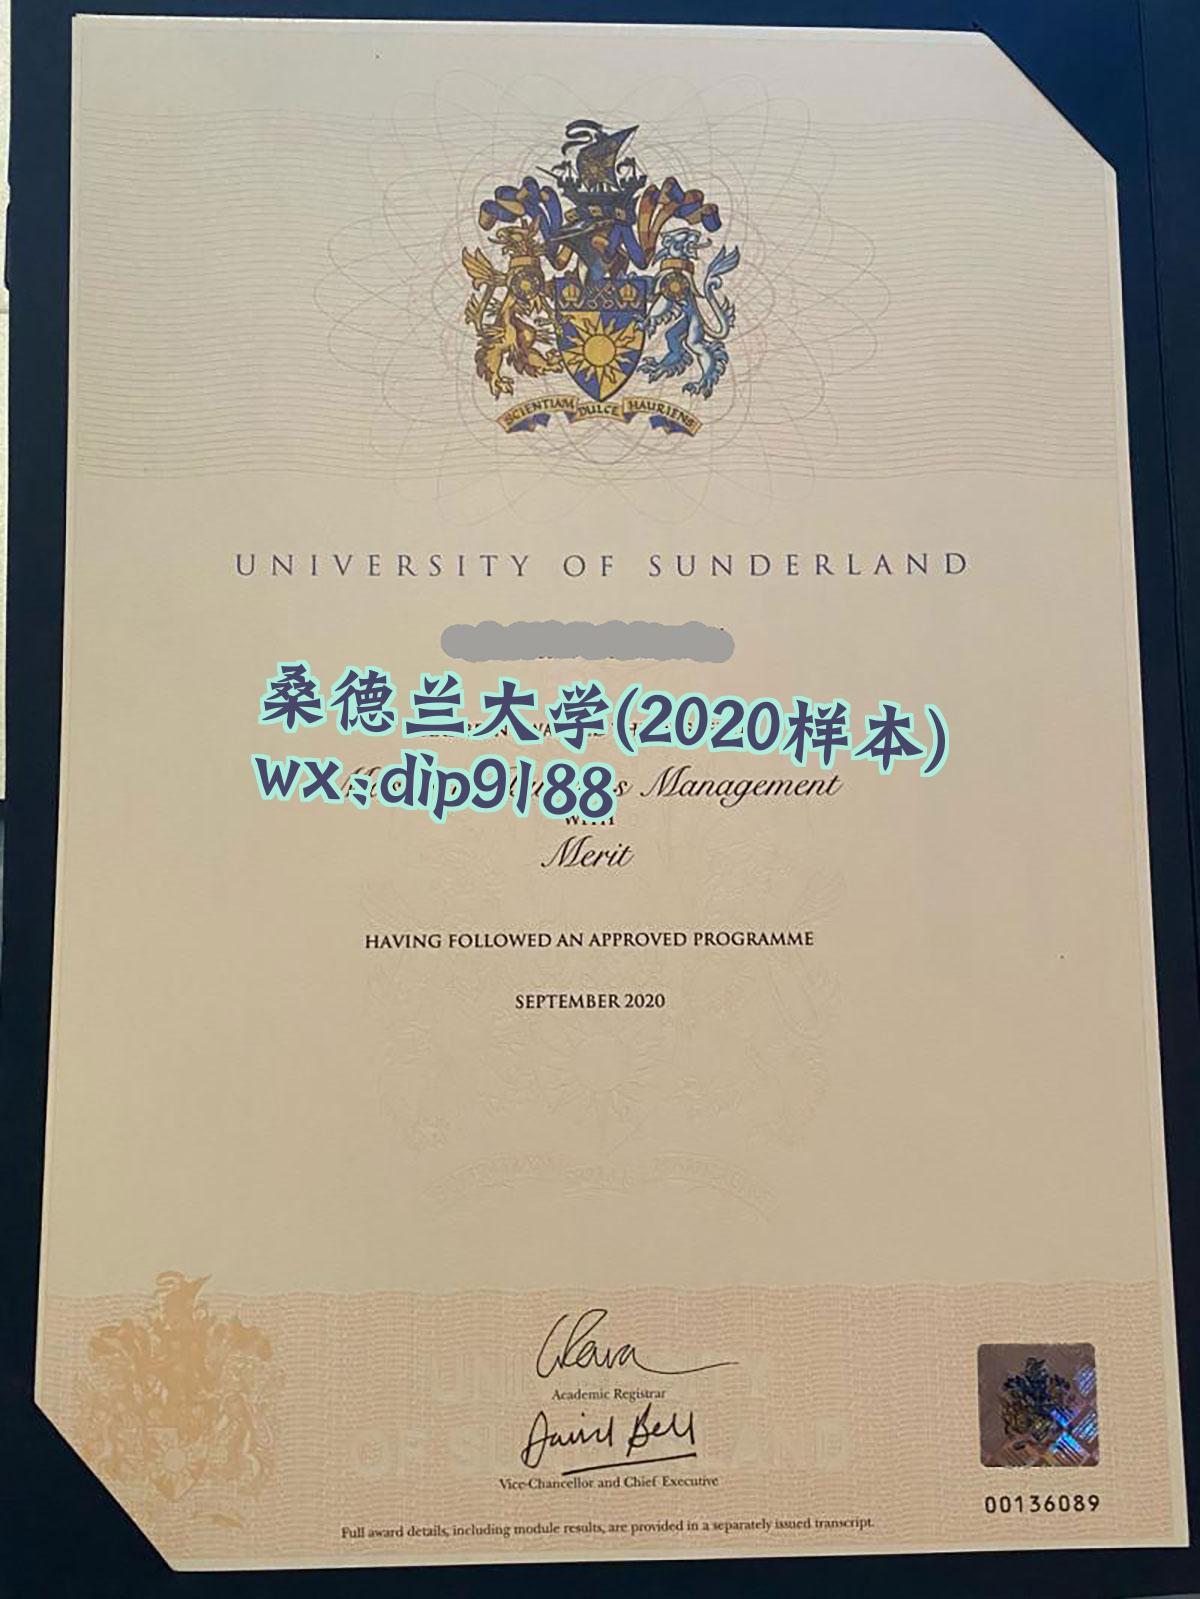 SCIENTIAM DULCE HAURIENS
UNIVERSITY OF SUNDERLAND
桑德兰大学(2020样本)
wx:dip9188
Management
WITH
Merit
HAVING FOLLOWED AN APPROVED PROGRAMME
SEPTEMBER 2020
Academic Registrar
David Bell
Vice-Chancellor and Chief Executive
00136089
Full award details, including module results, are provided in a separately issued transcript.